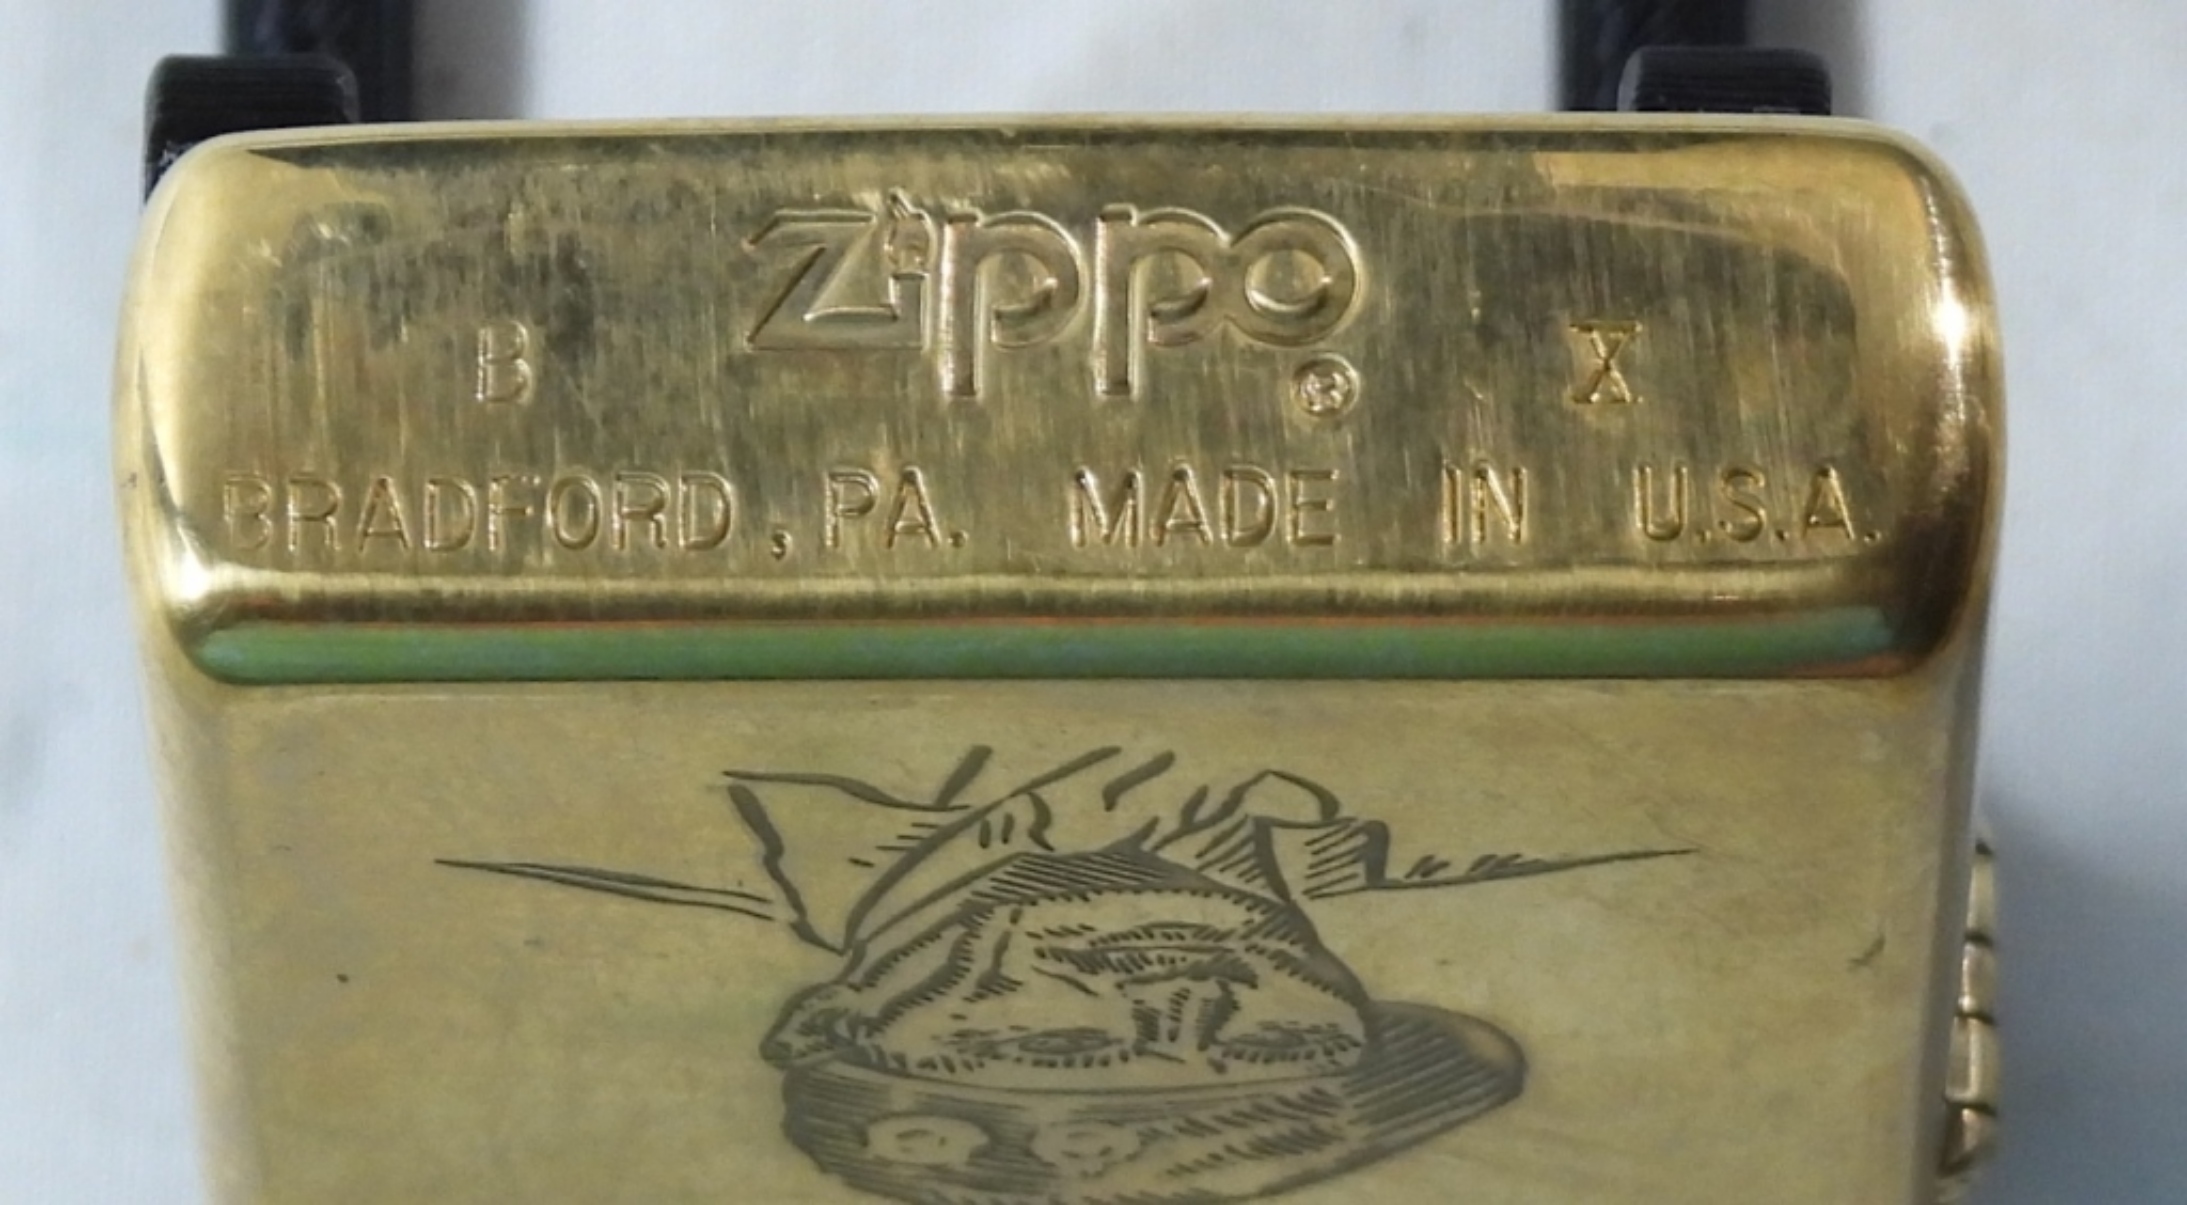 Zippo ®
B X
BRADFORD, PA. MADE IN U.S.A.